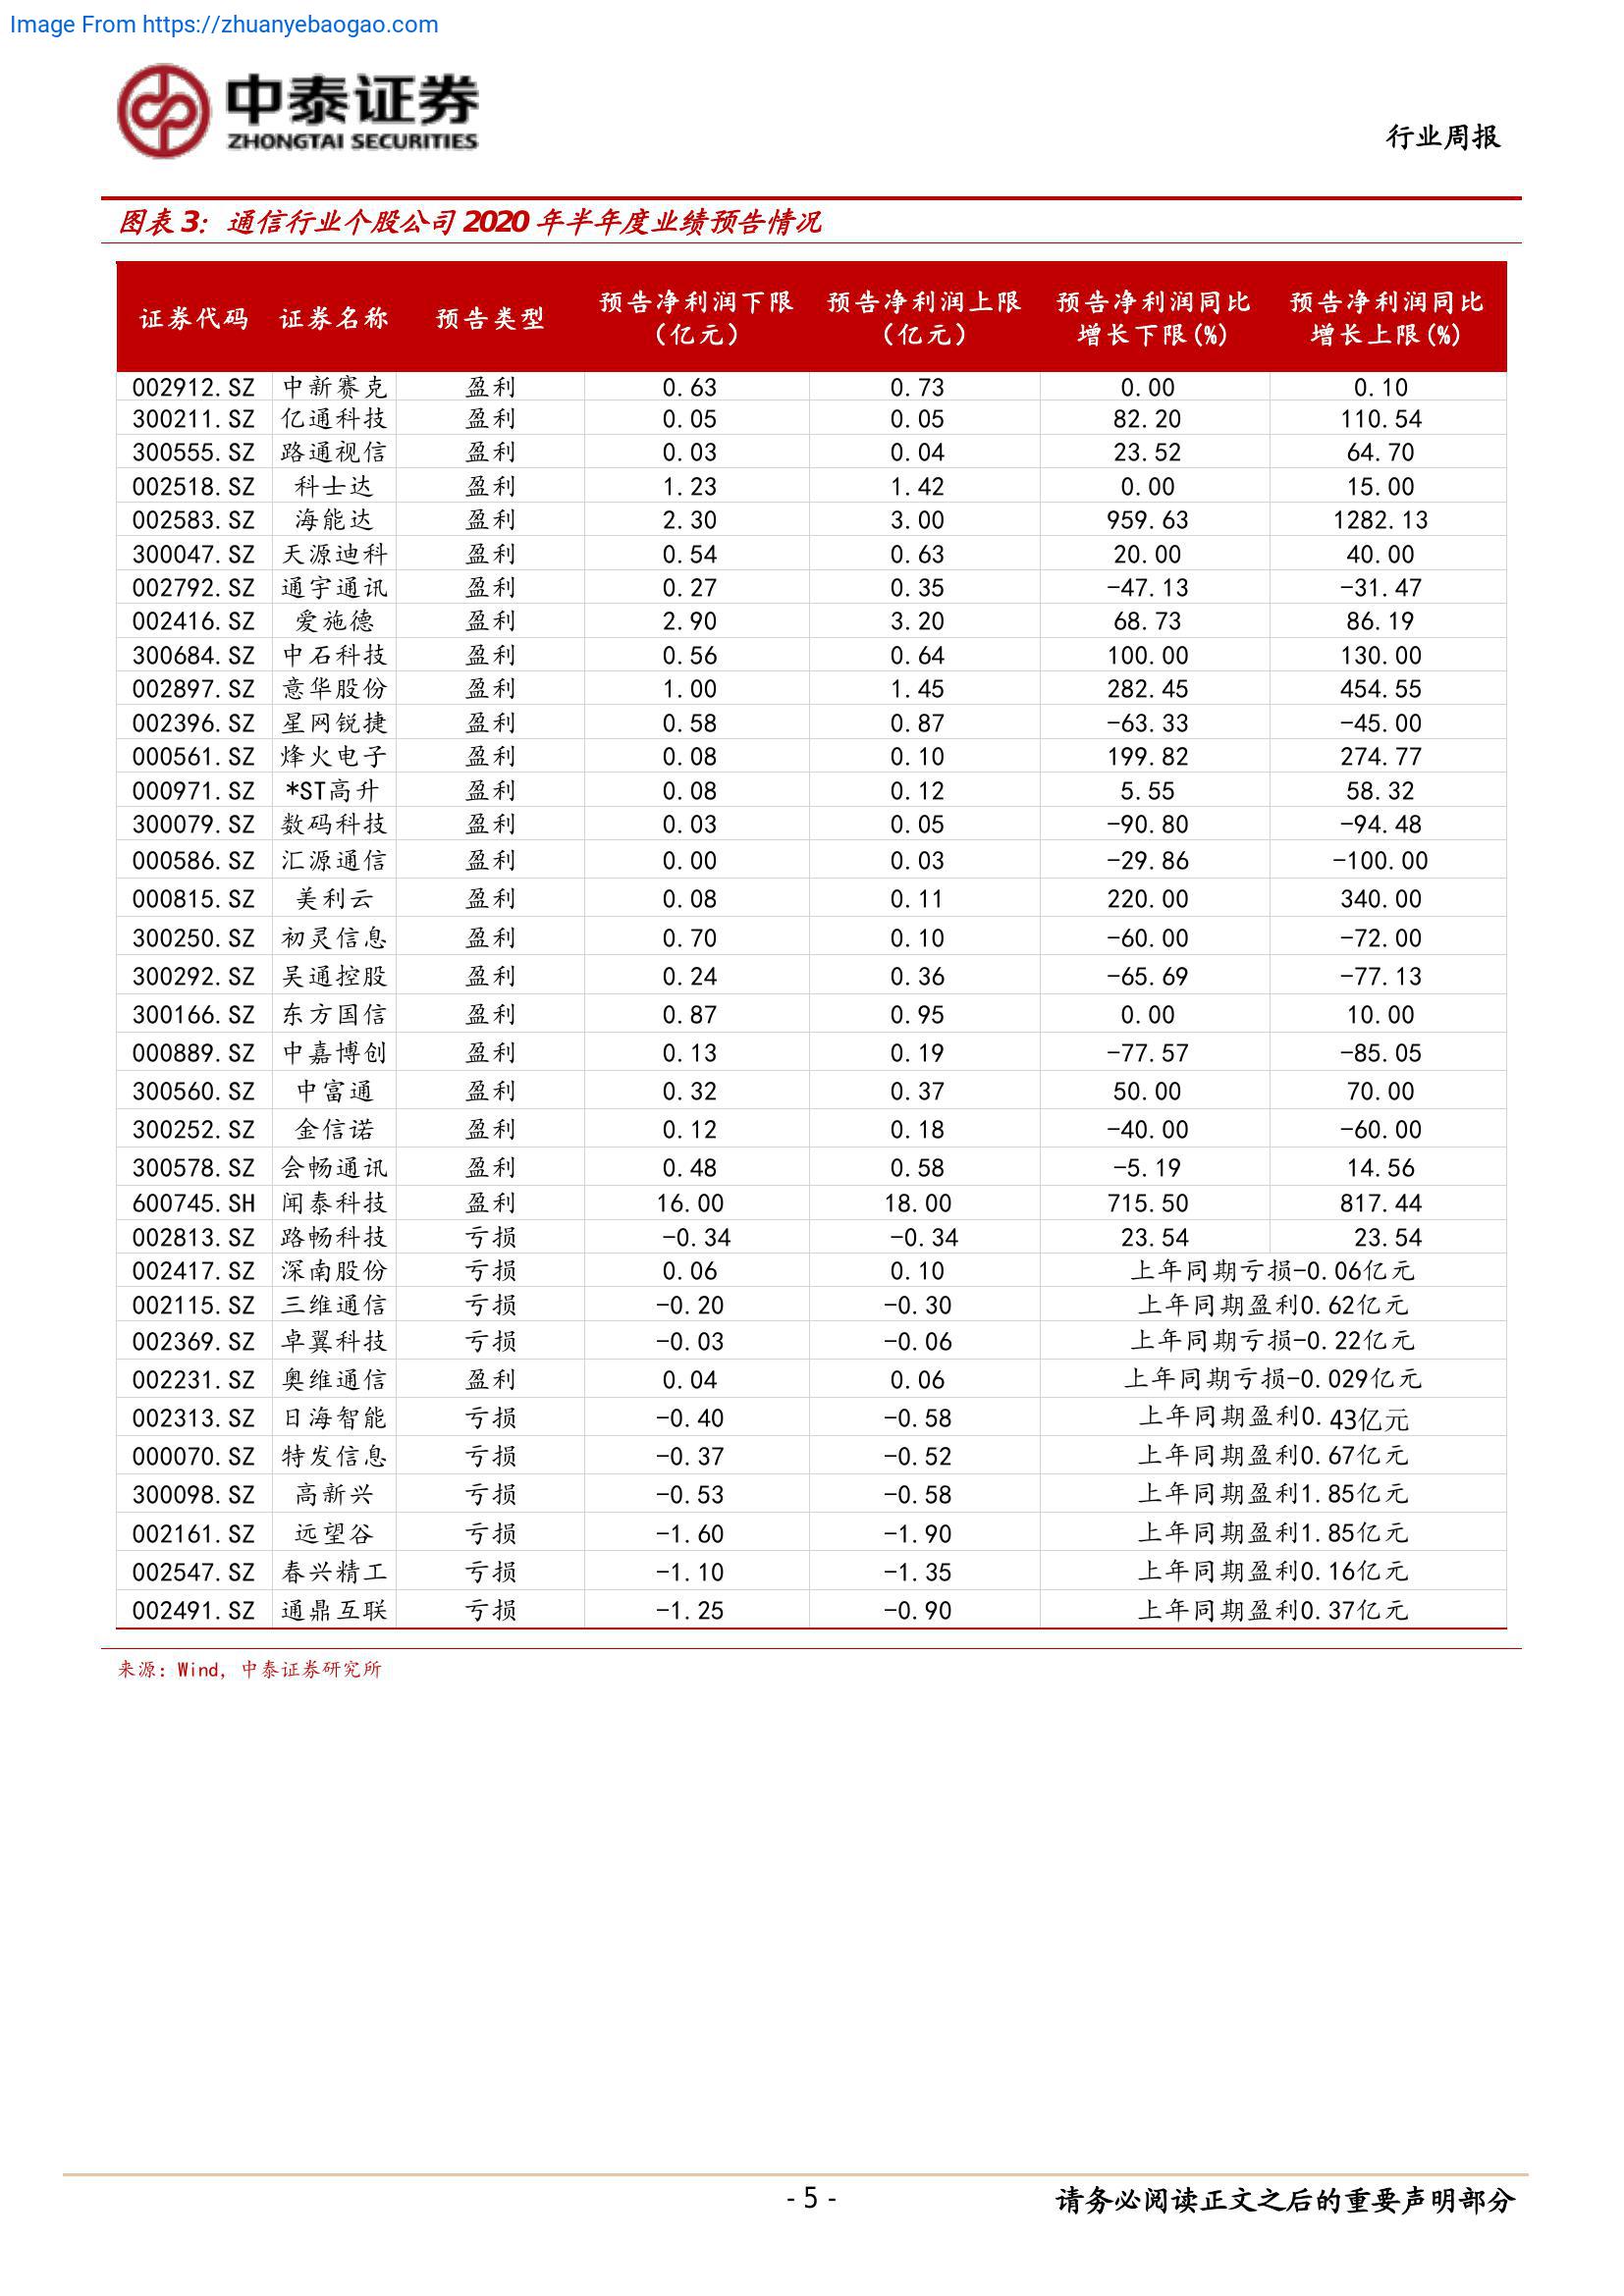 Image From https://zhuanyebaogao.com
中泰证券
ZHONGTAI SECURITIES
行业周报
图表 3：通信行业个股公司 2020 年半年度业绩预告情况
证券代码 证券名称 预告类型 预告净利润下限（亿元） 预告净利润上限（亿元） 预告净利润同比增长下限(%) 预告净利润同比增长上限(%)
002912.SZ 中新赛克 盈利 0.63 0.73 0.00 0.10
300211.SZ 亿通科技 盈利 0.05 0.05 82.20 110.54
300555.SZ 路通视信 盈利 0.03 0.04 23.52 64.70
002518.SZ 科士达 盈利 1.23 1.42 0.00 15.00
002583.SZ 海能达 盈利 2.30 3.00 959.63 1282.13
300047.SZ 天源迪科 盈利 0.54 0.63 20.00 40.00
002792.SZ 通宇通讯 盈利 0.27 0.35 -47.13 -31.47
002416.SZ 爱施德 盈利 2.90 3.20 68.73 86.19
300684.SZ 中石科技 盈利 0.56 0.64 100.00 130.00
002897.SZ 意华股份 盈利 1.00 1.45 282.45 454.55
002396.SZ 星网锐捷 盈利 0.58 0.87 -63.33 -45.00
000561.SZ 烽火电子 盈利 0.08 0.10 199.82 274.77
000971.SZ *ST高升 盈利 0.08 0.12 5.55 58.32
300079.SZ 数码科技 盈利 0.03 0.05 -90.80 -94.48
000586.SZ 汇源通信 盈利 0.00 0.03 -29.86 -100.00
000815.SZ 美利云 盈利 0.08 0.11 220.00 340.00
300250.SZ 初灵信息 盈利 0.70 0.10 -60.00 -72.00
300292.SZ 吴通控股 盈利 0.24 0.36 -65.69 -77.13
300166.SZ 东方国信 盈利 0.87 0.95 0.00 10.00
000889.SZ 中嘉博创 盈利 0.13 0.19 -77.57 -85.05
300560.SZ 中富通 盈利 0.32 0.37 50.00 70.00
300252.SZ 金信诺 盈利 0.12 0.18 -40.00 -60.00
300578.SZ 会畅通讯 盈利 0.48 0.58 -5.19 14.56
600745.SH 闻泰科技 盈利 16.00 18.00 715.50 817.44
002813.SZ 路畅科技 亏损 -0.34 -0.34 23.54 23.54
002417.SZ 深南股份 亏损 0.06 0.10 上年同期亏损-0.06亿元
002115.SZ 三维通信 亏损 -0.20 -0.30 上年同期盈利0.62亿元
002369.SZ 卓翼科技 亏损 -0.03 -0.06 上年同期亏损-0.22亿元
002231.SZ 奥维通信 盈利 0.04 0.06 上年同期亏损-0.029亿元
002313.SZ 日海智能 亏损 -0.40 -0.58 上年同期盈利0.43亿元
000070.SZ 特发信息 亏损 -0.37 -0.52 上年同期盈利0.67亿元
300098.SZ 高新兴 亏损 -0.53 -0.58 上年同期盈利1.85亿元
002161.SZ 远望谷 亏损 -1.60 -1.90 上年同期盈利1.85亿元
002547.SZ 春兴精工 亏损 -1.10 -1.35 上年同期盈利0.16亿元
002491.SZ 通鼎互联 亏损 -1.25 -0.90 上年同期盈利0.37亿元
来源：Wind，中泰证券研究所
- 5 -
请务必阅读正文之后的重要声明部分